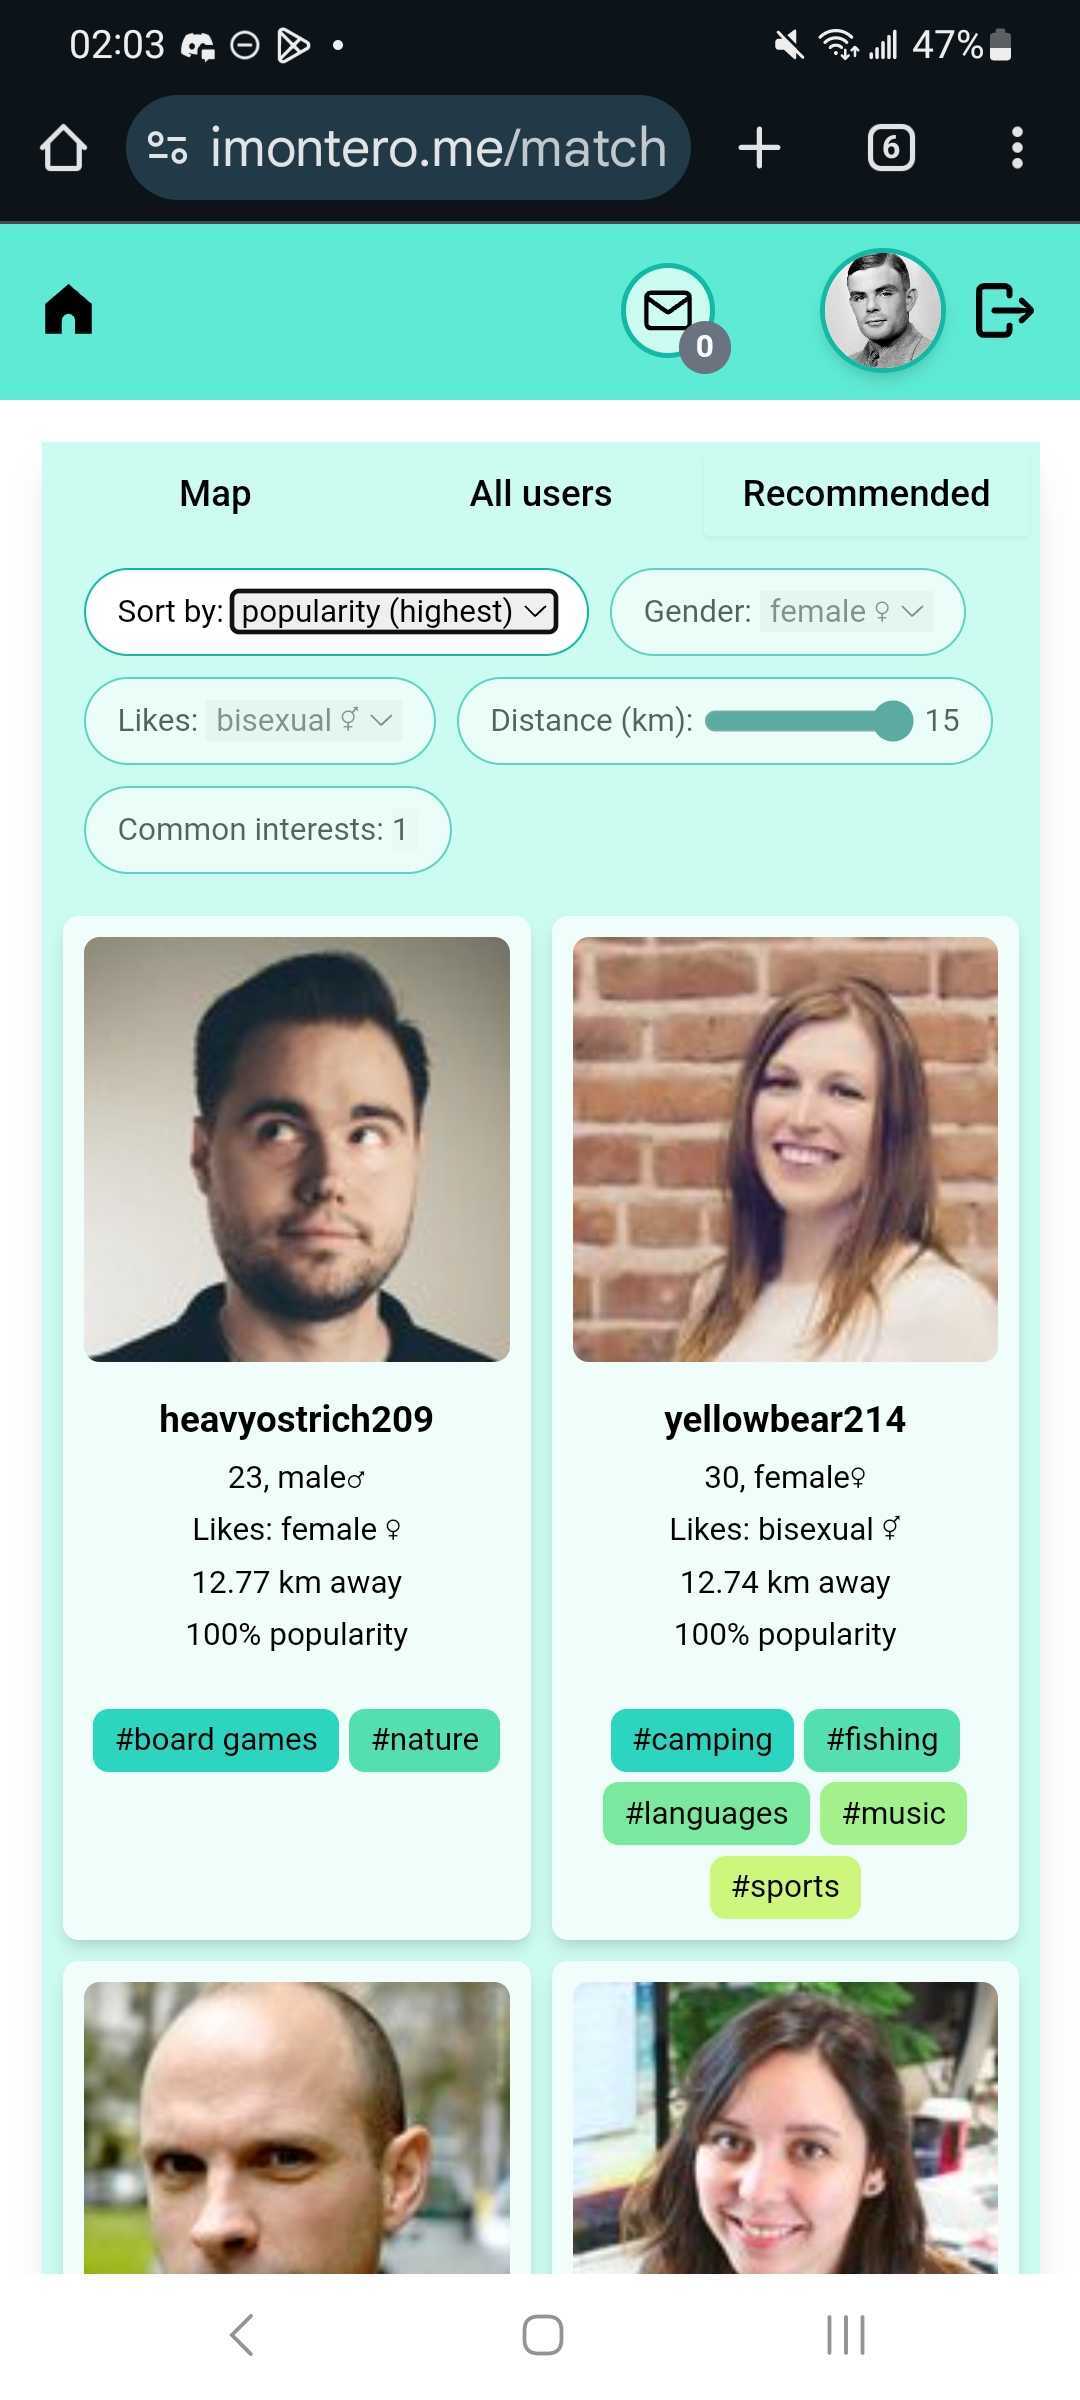 02:03 47%
imontero.me/match 6
0
Map All users Recommended
Sort by: popularity (highest) Gender: female ♀
Likes: bisexual ⚥ Distance (km): 15
Common interests: 1
heavyostrich209
23, male♂
Likes: female ♀
12.77 km away
100% popularity
#board games #nature
yellowbear214
30, female♀
Likes: bisexual ⚥
12.74 km away
100% popularity
#camping #fishing
#languages #music
#sports